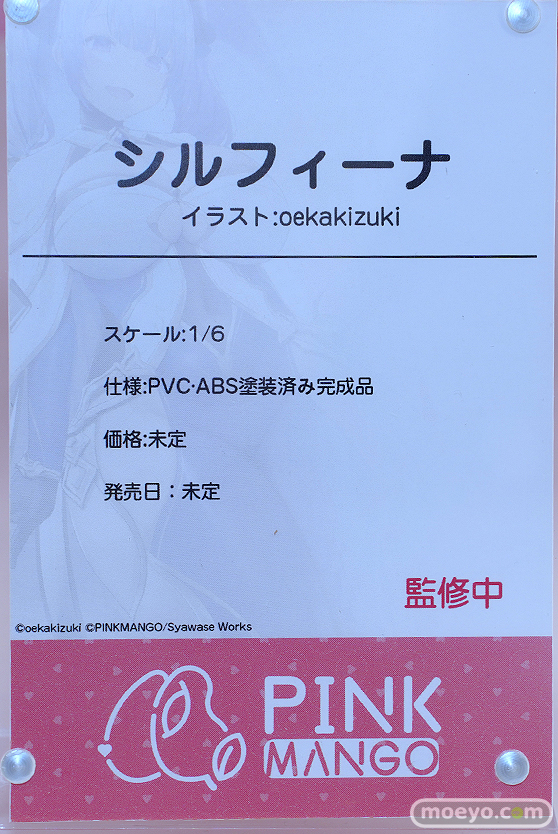 シルフィーナ
イラスト:oekakizuki
スケール:1/6
仕様:PVC・ABS塗装済み完成品
価格:未定
発売日：未定
監修中
©oekakizuki ©PINKMANGO/Syawase Works
PINK
MANGO
moeyo.com